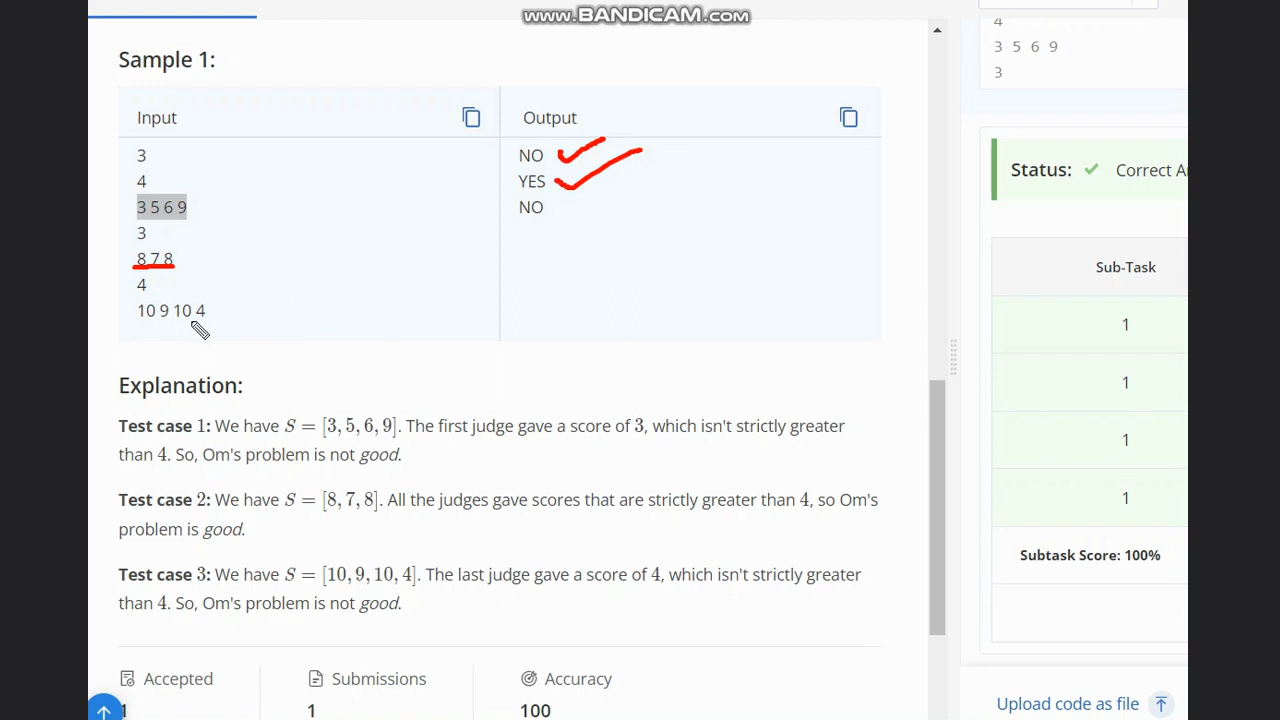 www.BANDICAM.com
Sample 1:
Input
Output
3
4
3 5 6 9
3
8 7 8
4
10 9 10 4
NO
YES
NO
Explanation:
Test case 1: We have S = [3, 5, 6, 9]. The first judge gave a score of 3, which isn't strictly greater
than 4. So, Om's problem is not good.
Test case 2: We have S = [8, 7, 8]. All the judges gave scores that are strictly greater than 4, so Om's
problem is good.
Test case 3: We have S = [10, 9, 10, 4]. The last judge gave a score of 4, which isn't strictly greater
than 4. So, Om's problem is not good.
Accepted
1
Submissions
1
Accuracy
100
4
3 5 6 9
3
Status: Correct A
Sub-Task
1
1
1
1
Subtask Score: 100%
Upload code as file